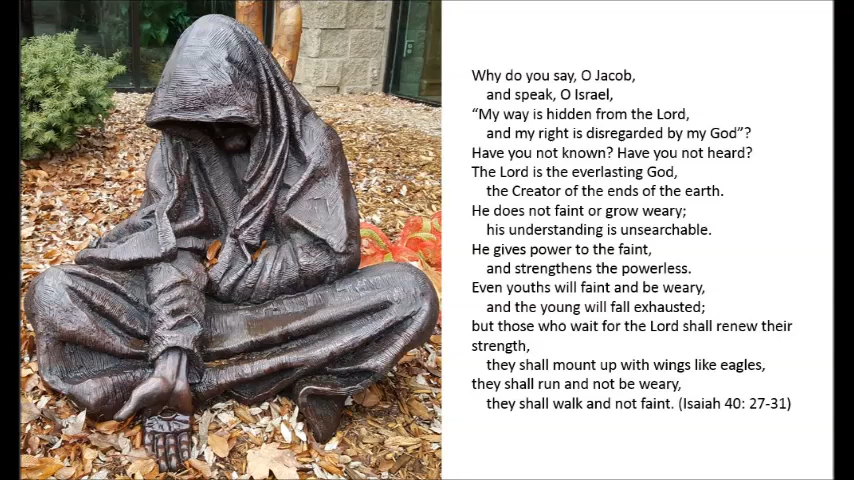 Why do you say, O Jacob,
and speak, O Israel,
“My way is hidden from the Lord,
and my right is disregarded by my God”?
Have you not known? Have you not heard?
The Lord is the everlasting God,
the Creator of the ends of the earth.
He does not faint or grow weary;
his understanding is unsearchable.
He gives power to the faint,
and strengthens the powerless.
Even youths will faint and be weary,
and the young will fall exhausted;
but those who wait for the Lord shall renew their
strength,
they shall mount up with wings like eagles,
they shall run and not be weary,
they shall walk and not faint. (Isaiah 40: 27-31)